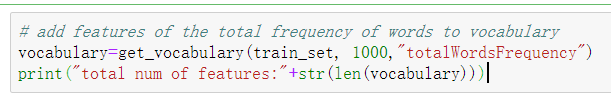 # add features of the total frequency of words to vocabulary
vocabulary=get_vocabulary(train_set, 1000,"totalWordsFrequency")
print("total num of features:"+str(len(vocabulary)))